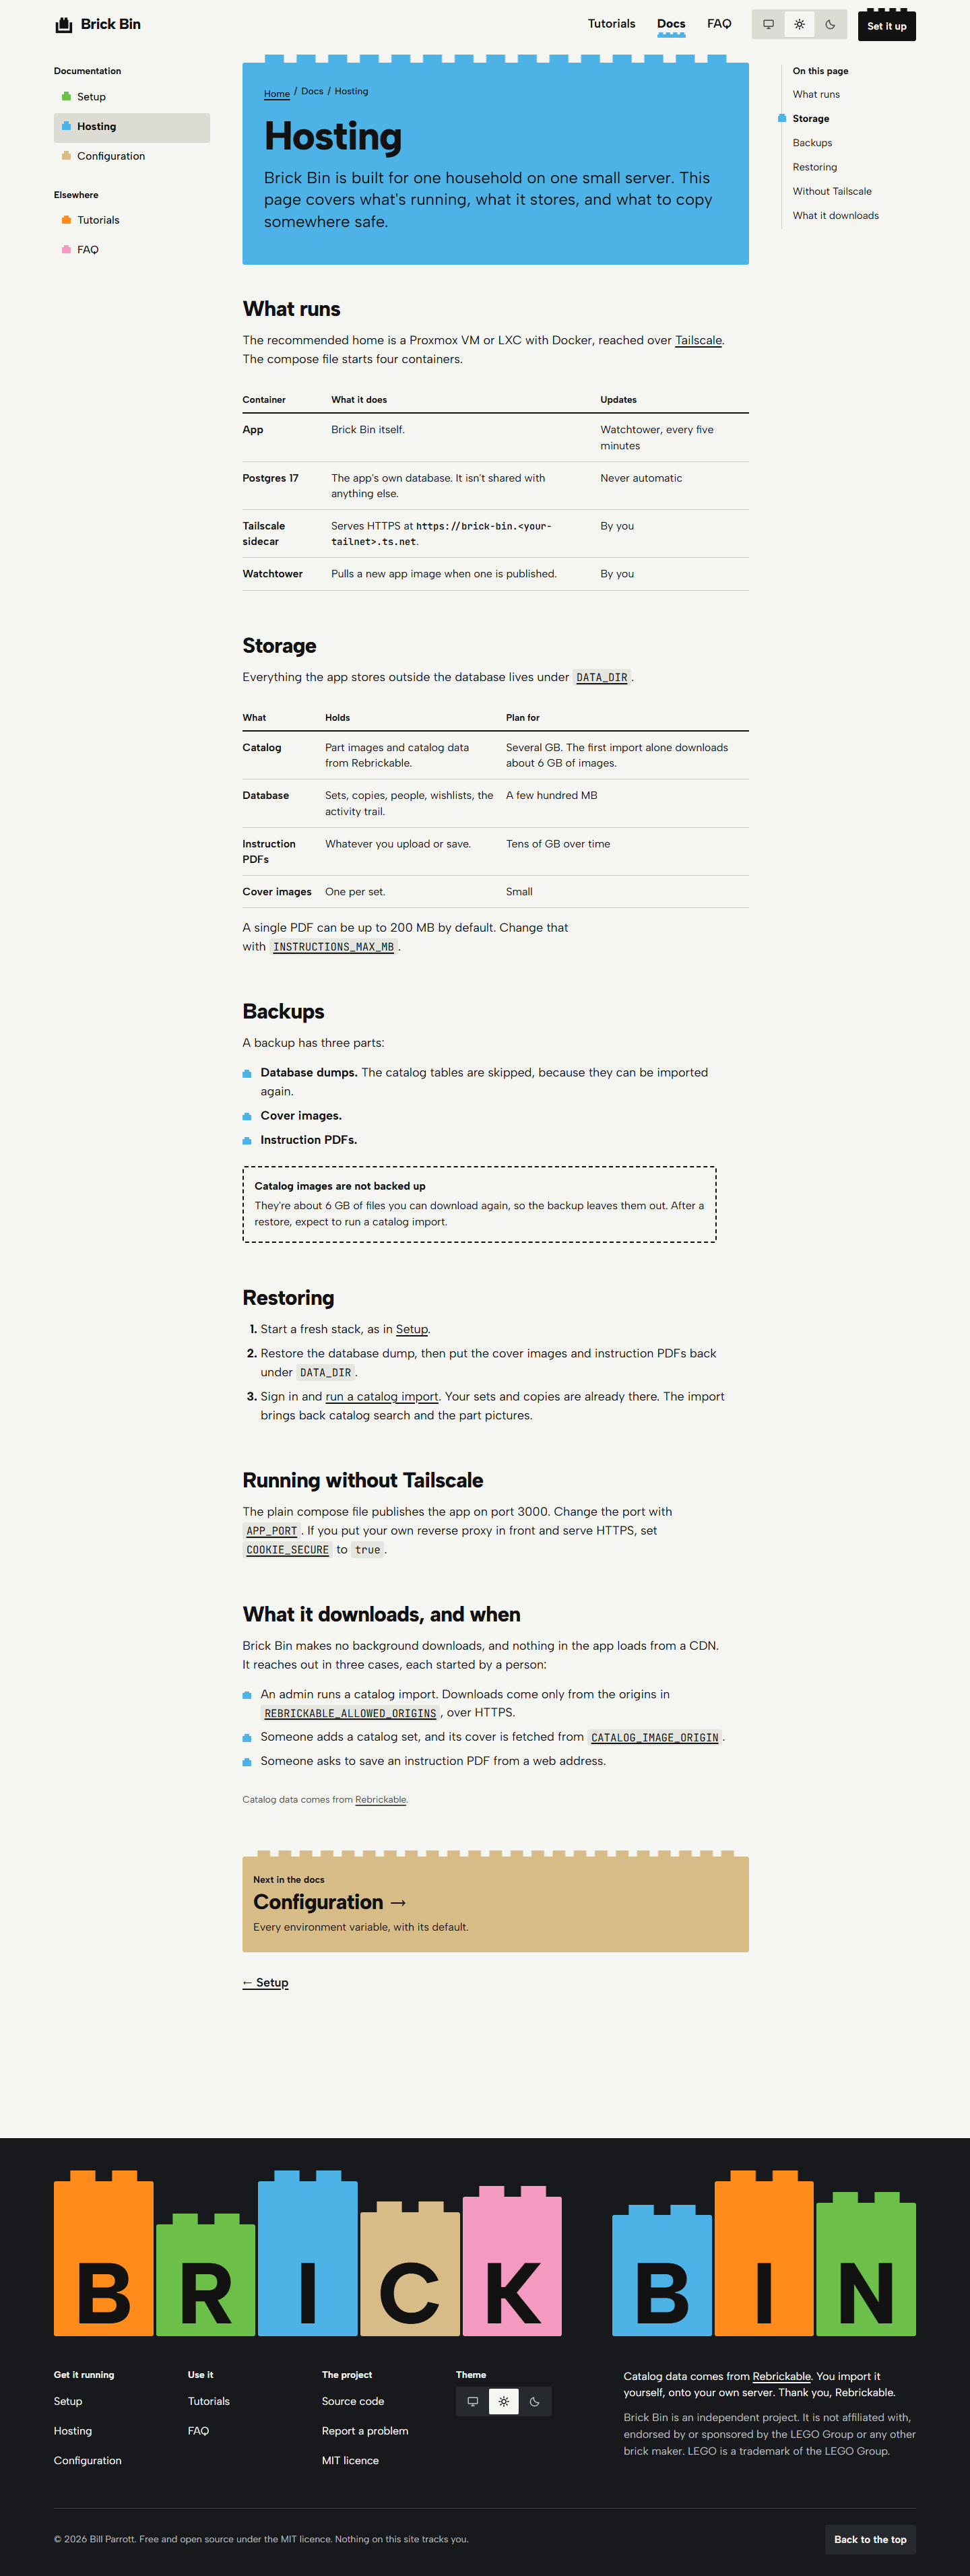 Brick Bin
Tutorials Docs FAQ Set it up
Documentation
Setup
Hosting
Configuration
Elsewhere
Tutorials
FAQ
Home / Docs / Hosting
Hosting
Brick Bin is built for one household on one small server. This
page covers what's running, what it stores, and what to copy
somewhere safe.
On this page
What runs
Storage
Backups
Restoring
Without Tailscale
What it downloads
What runs
The recommended home is a Proxmox VM or LXC with Docker, reached over Tailscale.
The compose file starts four containers.
Container What it does Updates
App Brick Bin itself. Watchtower, every five
minutes
Postgres 17 The app's own database. It isn't shared with Never automatic
anything else.
Tailscale Serves HTTPS at https://brick-bin.<your- By you
sidecar tailnet>.ts.net.
Watchtower Pulls a new app image when one is published. By you
Storage
Everything the app stores outside the database lives under DATA_DIR.
What Holds Plan for
Catalog Part images and catalog data Several GB. The first import alone downloads
from Rebrickable. about 6 GB of images.
Database Sets, copies, people, wishlists, the A few hundred MB
activity trail.
Instruction Whatever you upload or save. Tens of GB over time
PDFs
Cover images One per set. Small
A single PDF can be up to 200 MB by default. Change that
with INSTRUCTIONS_MAX_MB.
Backups
A backup has three parts:
Database dumps. The catalog tables are skipped, because they can be imported
again.
Cover images.
Instruction PDFs.
Catalog images are not backed up
They're about 6 GB of files you can download again, so the backup leaves them out. After a
restore, expect to run a catalog import.
Restoring
1. Start a fresh stack, as in Setup.
2. Restore the database dump, then put the cover images and instruction PDFs back
under DATA_DIR.
3. Sign in and run a catalog import. Your sets and copies are already there. The import
brings back catalog search and the part pictures.
Running without Tailscale
The plain compose file publishes the app on port 3000. Change the port with
APP_PORT. If you put your own reverse proxy in front and serve HTTPS, set
COOKIE_SECURE to true.
What it downloads, and when
Brick Bin makes no background downloads, and nothing in the app loads from a CDN.
It reaches out in three cases, each started by a person:
An admin runs a catalog import. Downloads come only from the origins in
REBRICKABLE_ALLOWED_ORIGINS, over HTTPS.
Someone adds a catalog set, and its cover is fetched from CATALOG_IMAGE_ORIGIN.
Someone asks to save an instruction PDF from a web address.
Catalog data comes from Rebrickable.
Next in the docs
Configuration →
Every environment variable, with its default.
← Setup
BRICK BIN
Get it running
Setup
Hosting
Configuration
Use it
Tutorials
FAQ
The project
Source code
Report a problem
MIT licence
Theme
Catalog data comes from Rebrickable. You import it
yourself, onto your own server. Thank you, Rebrickable.
Brick Bin is an independent project. It is not affiliated with,
endorsed by or sponsored by the LEGO Group or any other
brick maker. LEGO is a trademark of the LEGO Group.
© 2026 Bill Parrott. Free and open source under the MIT licence. Nothing on this site tracks you.
Back to the top